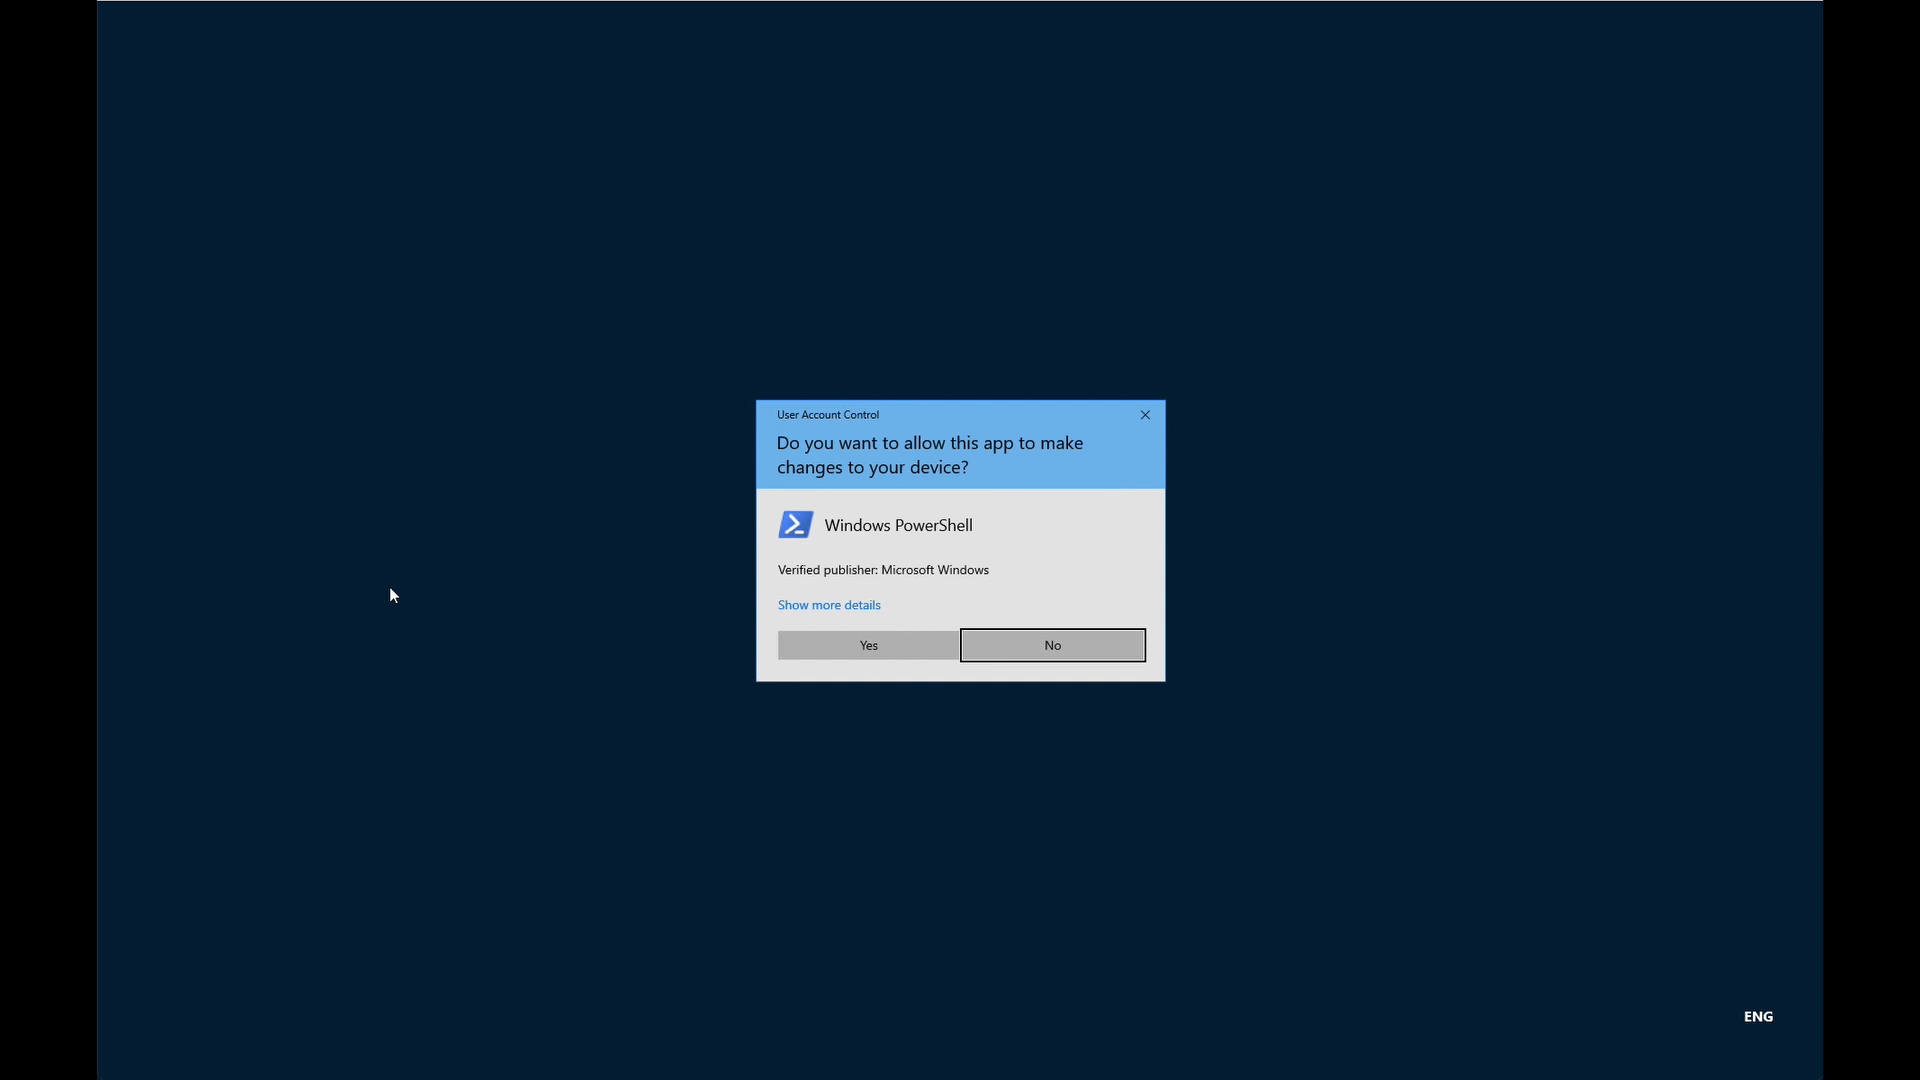 User Account Control
Do you want to allow this app to make
changes to your device?
Windows PowerShell
Verified publisher: Microsoft Windows
Show more details
Yes
No
ENG